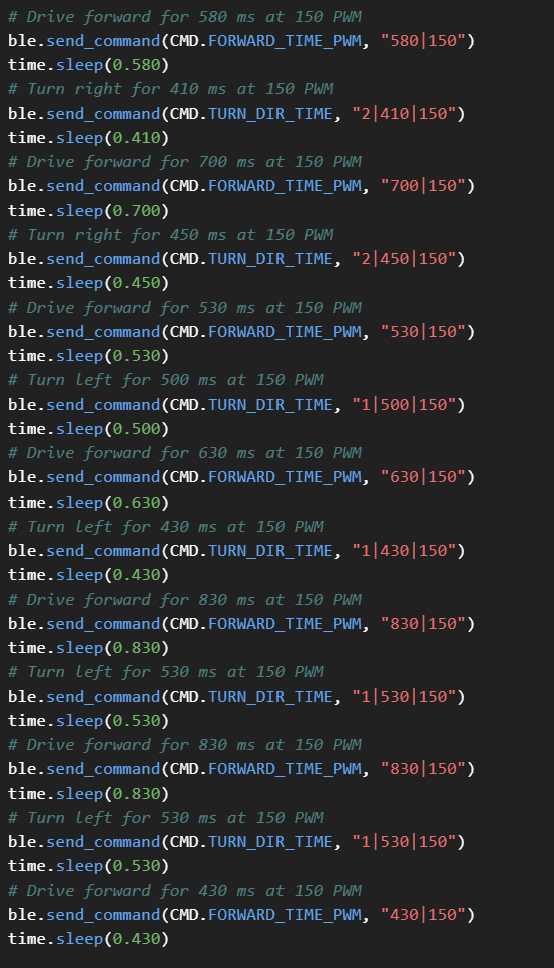 # Drive forward for 580 ms at 150 PWM
ble.send_command(CMD.FORWARD_TIME_PWM, "580|150")
time.sleep(0.580)
# Turn right for 410 ms at 150 PWM
ble.send_command(CMD.TURN_DIR_TIME, "2|410|150")
time.sleep(0.410)
# Drive forward for 700 ms at 150 PWM
ble.send_command(CMD.FORWARD_TIME_PWM, "700|150")
time.sleep(0.700)
# Turn right for 450 ms at 150 PWM
ble.send_command(CMD.TURN_DIR_TIME, "2|450|150")
time.sleep(0.450)
# Drive forward for 530 ms at 150 PWM
ble.send_command(CMD.FORWARD_TIME_PWM, "530|150")
time.sleep(0.530)
# Turn left for 500 ms at 150 PWM
ble.send_command(CMD.TURN_DIR_TIME, "1|500|150")
time.sleep(0.500)
# Drive forward for 630 ms at 150 PWM
ble.send_command(CMD.FORWARD_TIME_PWM, "630|150")
time.sleep(0.630)
# Turn left for 430 ms at 150 PWM
ble.send_command(CMD.TURN_DIR_TIME, "1|430|150")
time.sleep(0.430)
# Drive forward for 830 ms at 150 PWM
ble.send_command(CMD.FORWARD_TIME_PWM, "830|150")
time.sleep(0.830)
# Turn left for 530 ms at 150 PWM
ble.send_command(CMD.TURN_DIR_TIME, "1|530|150")
time.sleep(0.530)
# Drive forward for 830 ms at 150 PWM
ble.send_command(CMD.FORWARD_TIME_PWM, "830|150")
time.sleep(0.830)
# Turn left for 530 ms at 150 PWM
ble.send_command(CMD.TURN_DIR_TIME, "1|530|150")
time.sleep(0.530)
# Drive forward for 430 ms at 150 PWM
ble.send_command(CMD.FORWARD_TIME_PWM, "430|150")
time.sleep(0.430)